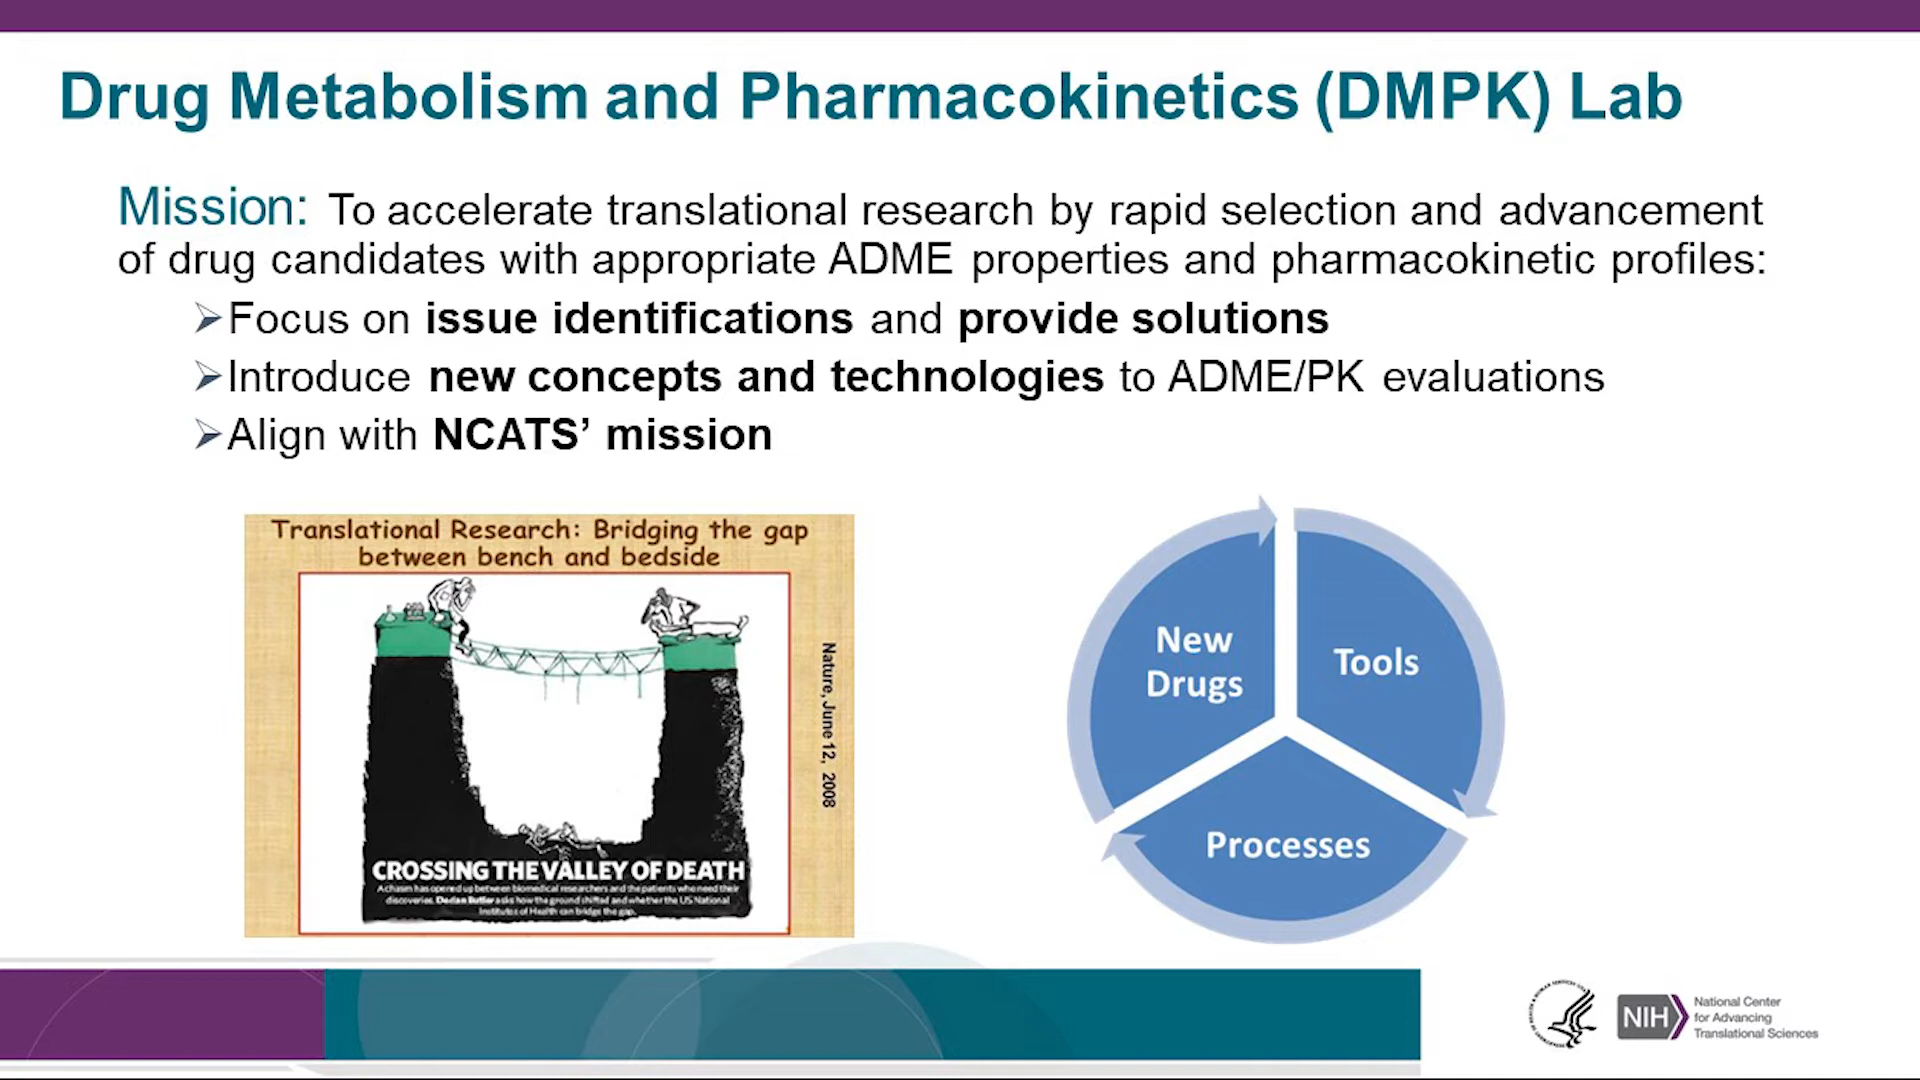 Drug Metabolism and Pharmacokinetics (DMPK) Lab
Mission: To accelerate translational research by rapid selection and advancement
of drug candidates with appropriate ADME properties and pharmacokinetic profiles:
➢Focus on issue identifications and provide solutions
➢Introduce new concepts and technologies to ADME/PK evaluations
➢Align with NCATS’ mission
Translational Research: Bridging the gap
between bench and bedside
Nature, June 12, 2008
CROSSING THE VALLEY OF DEATH
A chasm has opened up between biomedical researchers and the patients who need their
discoveries. Declan Butler asks how the ground shifted and whether the US National
Institutes of Health can bridge the gap.
New
Drugs
Tools
Processes
NIH
National Center
for Advancing
Translational Sciences